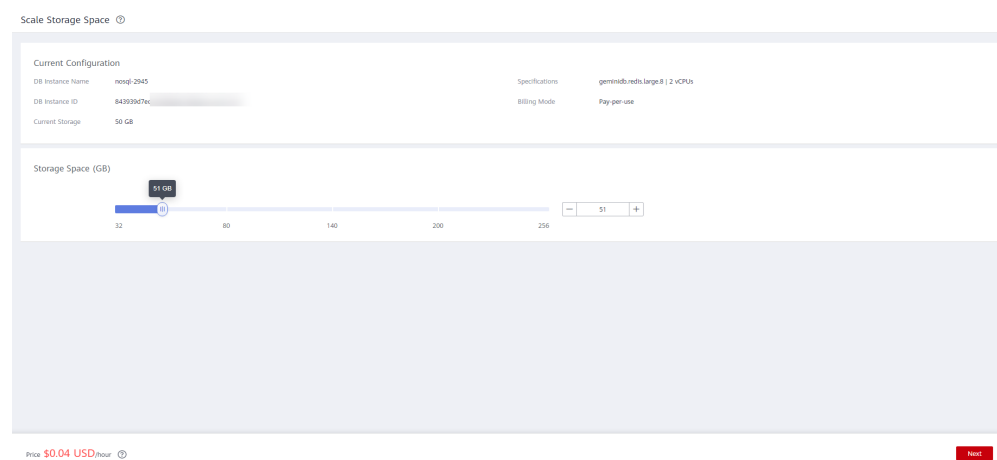 Scale Storage Space
Current Configuration
DB Instance Name nosql-2945 Specifications geminidb.redis.large.8 | 2 vCPUs
DB Instance ID 843939d7ec Billing Mode Pay-per-use
Current Storage 50 GB
Storage Space (GB)
51 GB
51
32 80 140 200 256
Price $0.04 USD/hour Next